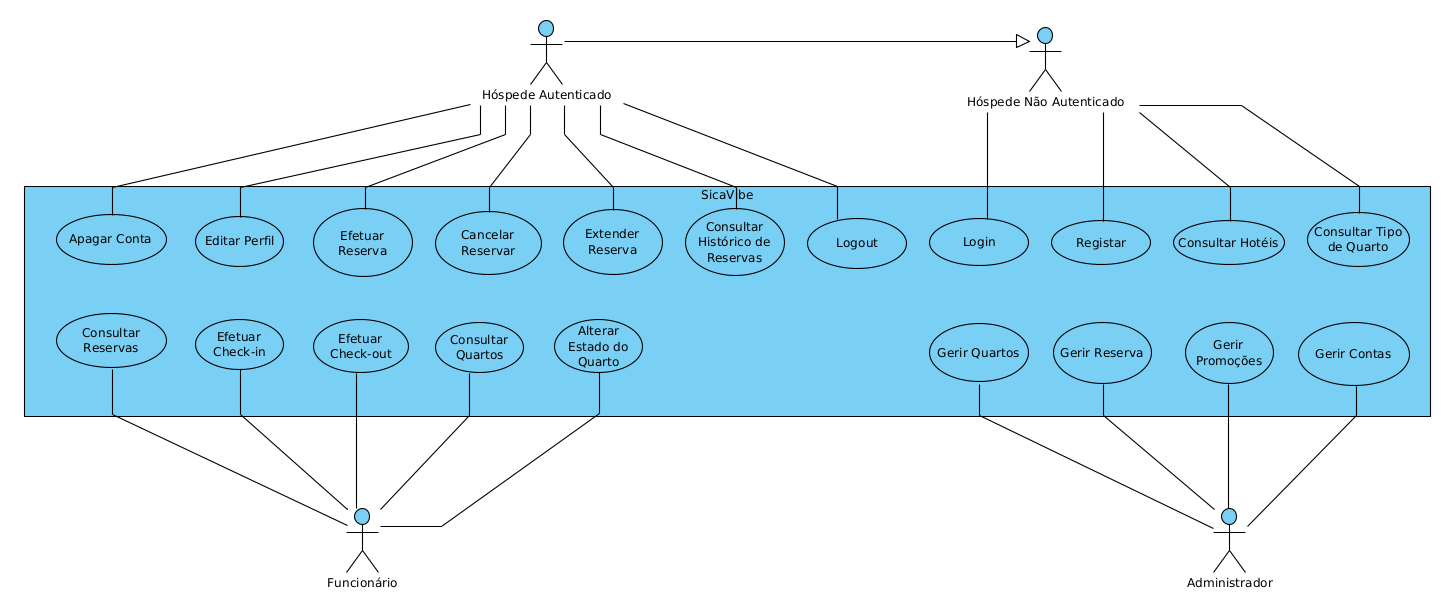 Hóspede Autenticado
Hóspede Não Autenticado
SicaVibe
Apagar Conta
Editar Perfil
Efetuar
Reserva
Cancelar
Reservar
Extender
Reserva
Consultar
Histórico de
Reservas
Logout
Login
Registar
Consultar Hotéis
Consultar Tipo
de Quarto
Consultar
Reservas
Efetuar
Check-in
Efetuar
Check-out
Consultar
Quartos
Alterar
Estado do
Quarto
Gerir Quartos
Gerir Reserva
Gerir
Promoções
Gerir Contas
Funcionário
Administrador